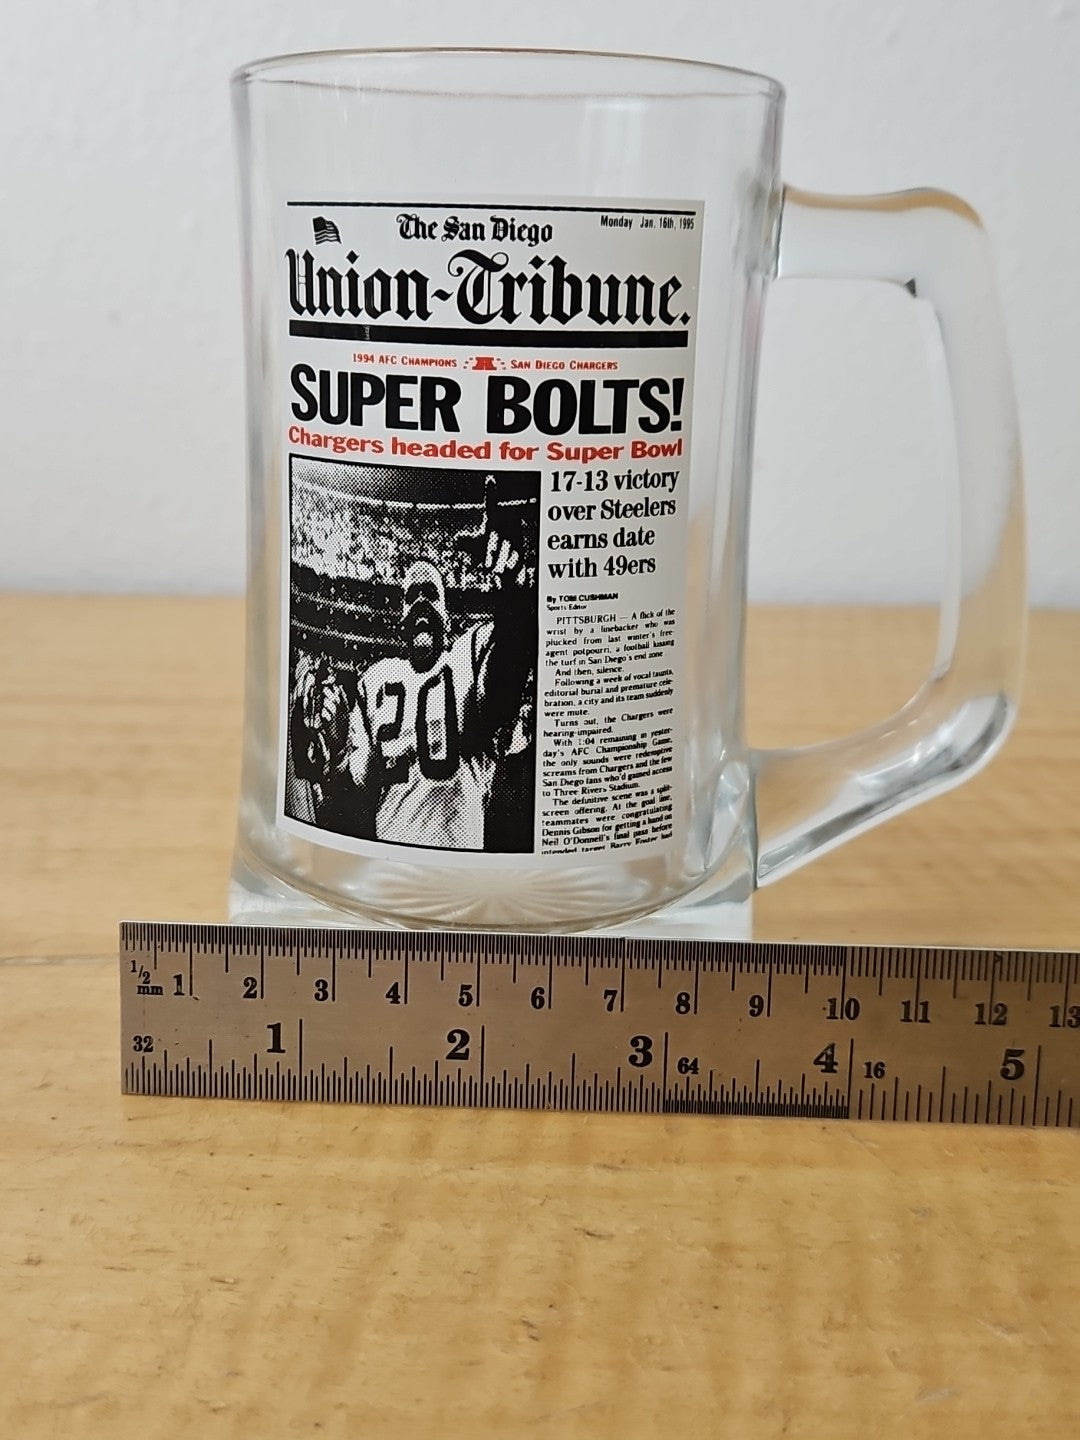 Monday Jan. 16th, 1995
The San Diego
Union-Tribune.
1994 AFC CHAMPIONS A SAN DIEGO CHARGERS
SUPER BOLTS!
Chargers headed for Super Bowl
17-13 victory
over Steelers
earns date
with 49ers
By TOM CUSHMAN
Sports Editor
PITTSBURGH — A flick of the
wrist by a linebacker who was
plucked from last winter's free-
agent potpourri, a football kissing
the turf in San Diego's end zone.
And then, silence.
Following a week of vocal taunts,
editorial burial and premature cele-
bration, a city and its team suddenly
were mute.
Turns out, the Chargers were
hearing-impaired.
With 1:04 remaining in yester-
day's AFC Championship Game,
the only sounds were redemptive
screams from Chargers and the few
San Diego fans who'd gained access
to Three Rivers Stadium.
The definitive scene was a split-
screen offering. At the goal line,
teammates were congratulating
Dennis Gibson for getting a hand on
Neil O'Donnell's final pass before
intended target Barry Foster had
20
1/2 mm 1 2 3 4 5 6 7 8 9 10 11 12 13
32 1 2 3 64 4 16 5